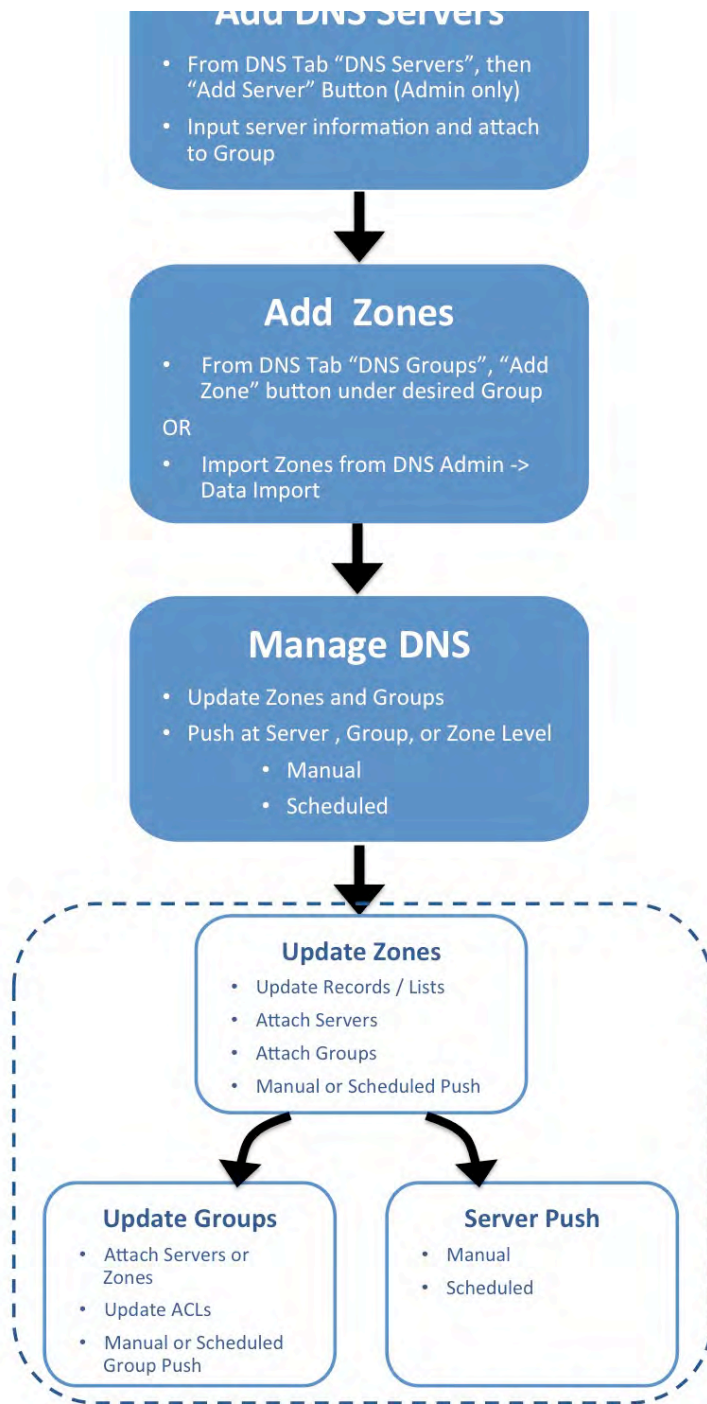 Add DNS Servers
• From DNS Tab “DNS Servers”, then
“Add Server” Button (Admin only)
• Input server information and attach
to Group
Add Zones
• From DNS Tab “DNS Groups”, “Add
Zone” button under desired Group
OR
• Import Zones from DNS Admin ->
Data Import
Manage DNS
• Update Zones and Groups
• Push at Server , Group, or Zone Level
• Manual
• Scheduled
Update Zones
• Update Records / Lists
• Attach Servers
• Attach Groups
• Manual or Scheduled Push
Update Groups
• Attach Servers or
Zones
• Update ACLs
• Manual or Scheduled
Group Push
Server Push
• Manual
• Scheduled